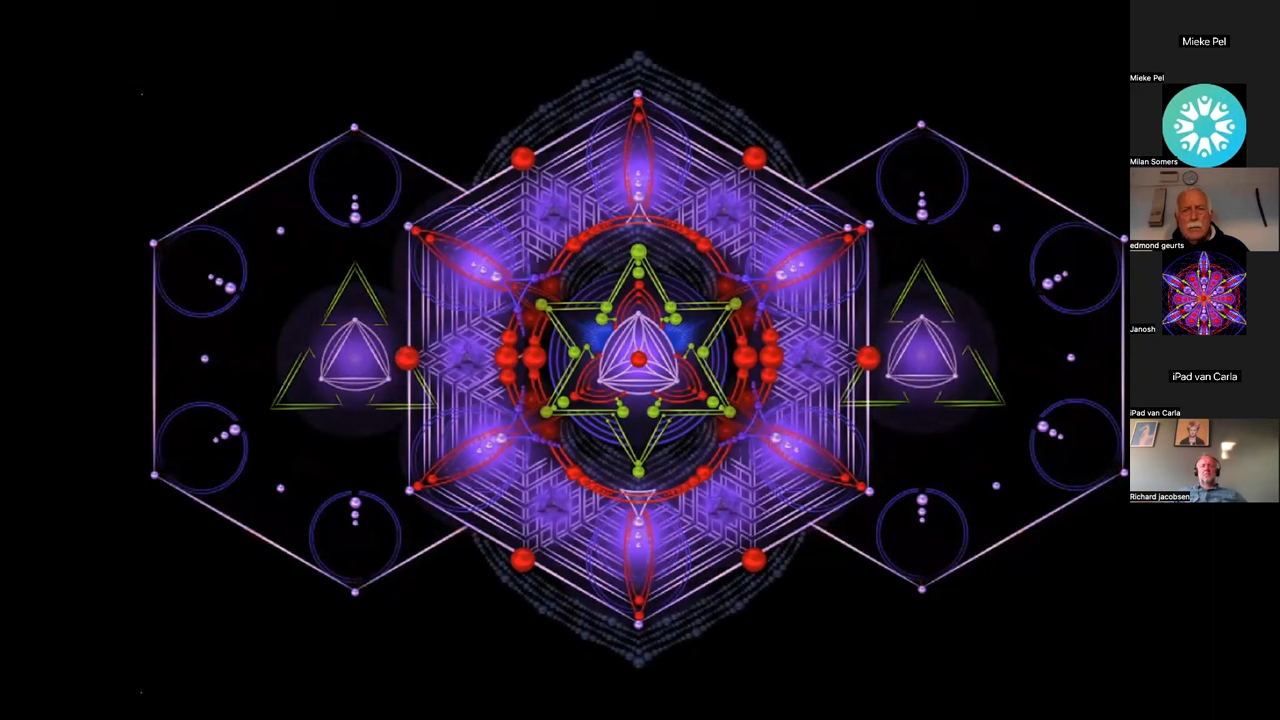 Mieke Pel
Mieke Pel
Milan Somers
edmond geurts
Janosh
iPad van Carla
iPad van Carla
Richard jacobsen